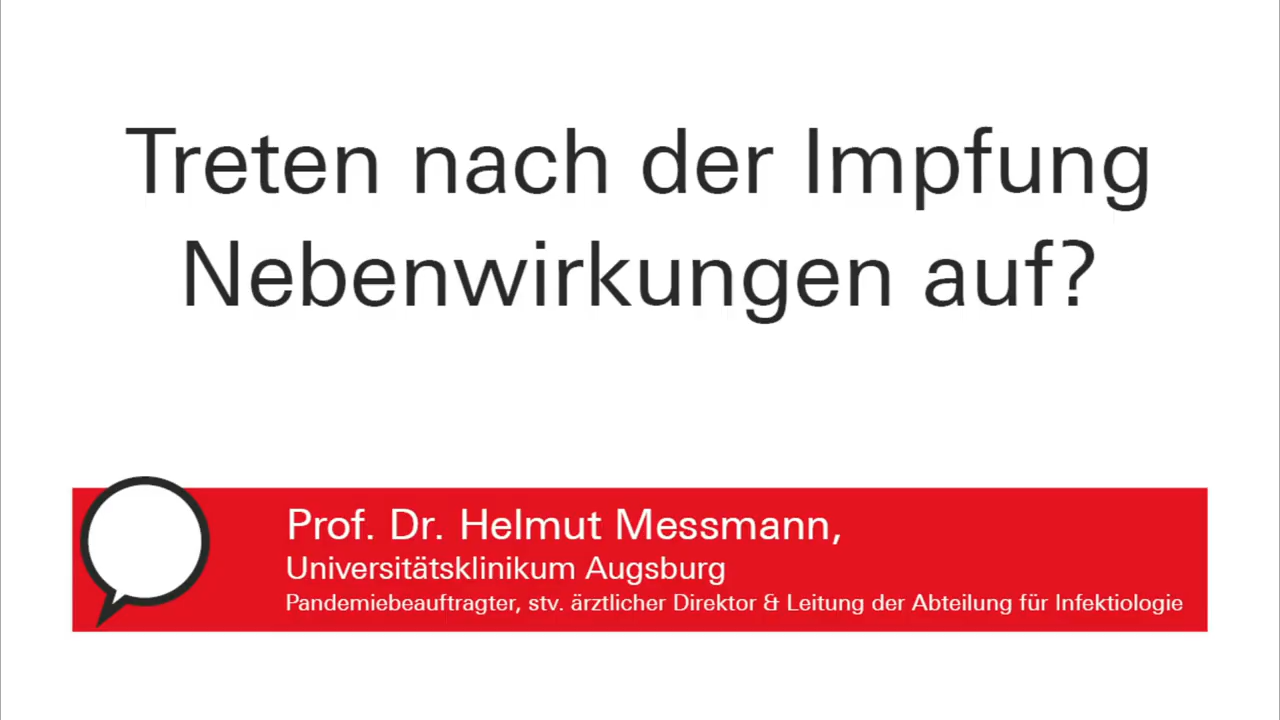 Treten nach der Impfung
Nebenwirkungen auf?
Prof. Dr. Helmut Messmann,
Universitätsklinikum Augsburg
Pandemiebeauftragter, stv. ärztlicher Direktor & Leitung der Abteilung für Infektiologie